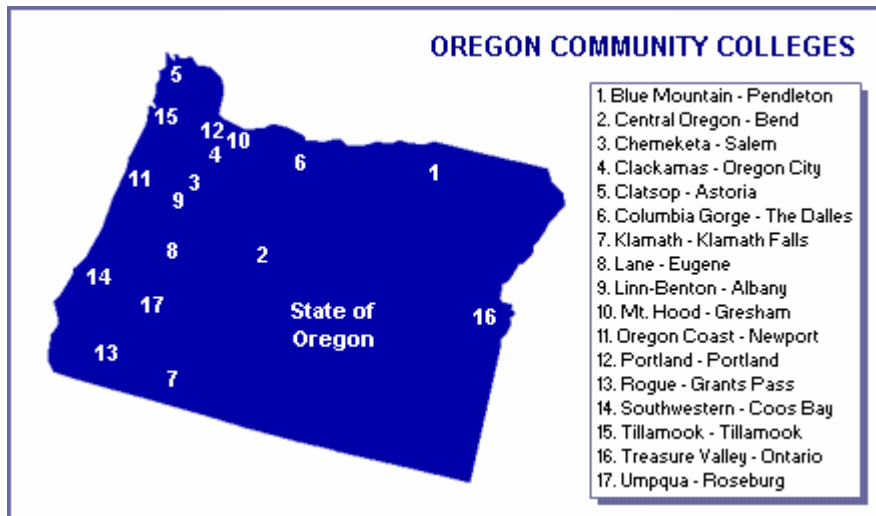 OREGON COMMUNITY COLLEGES
5
15
12
10
4
6
1
11
3
9
8
2
14
17
State of
Oregon
16
13
7
1. Blue Mountain - Pendleton
2. Central Oregon - Bend
3. Chemeketa - Salem
4. Clackamas - Oregon City
5. Clatsop - Astoria
6. Columbia Gorge - The Dalles
7. Klamath - Klamath Falls
8. Lane - Eugene
9. Linn-Benton - Albany
10. Mt. Hood - Gresham
11. Oregon Coast - Newport
12. Portland - Portland
13. Rogue - Grants Pass
14. Southwestern - Coos Bay
15. Tillamook - Tillamook
16. Treasure Valley - Ontario
17. Umpqua - Roseburg